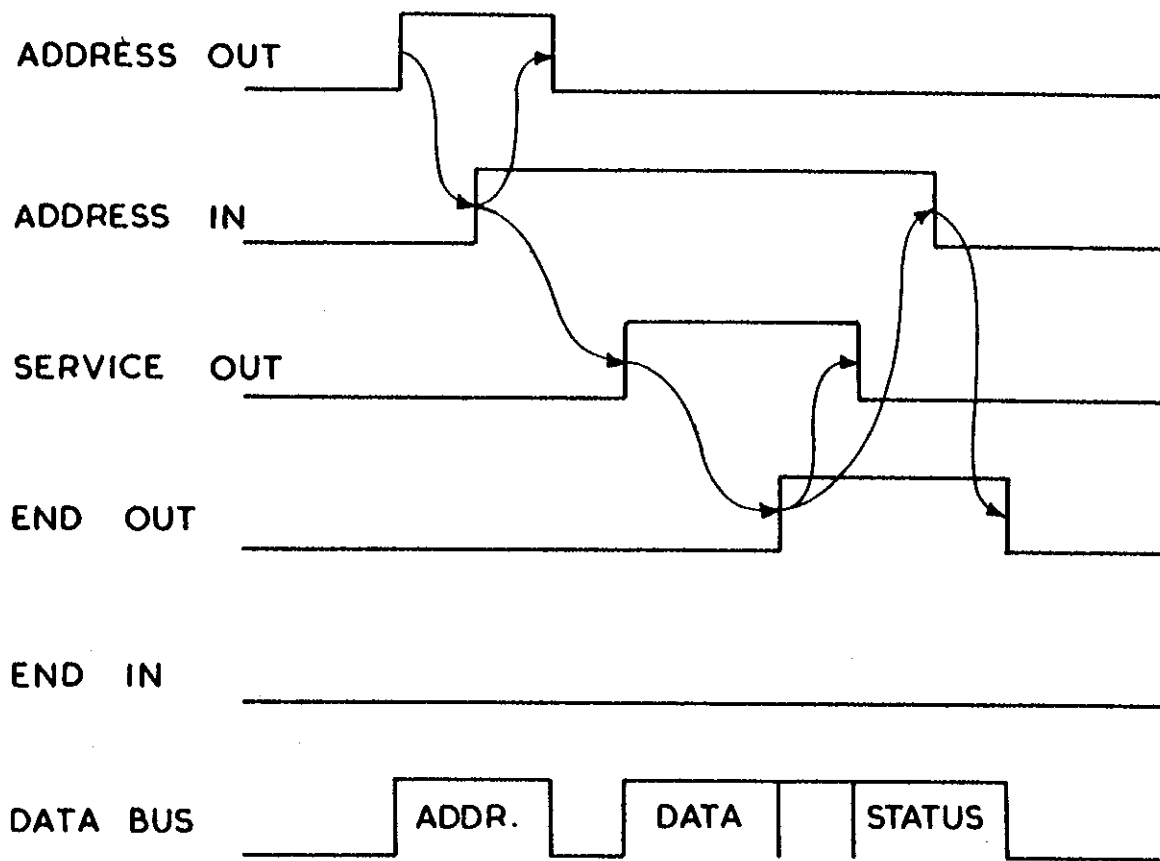 ADDRESS OUT
ADDRESS IN
SERVICE OUT
END OUT
END IN
DATA BUS
ADDR.
DATA
STATUS